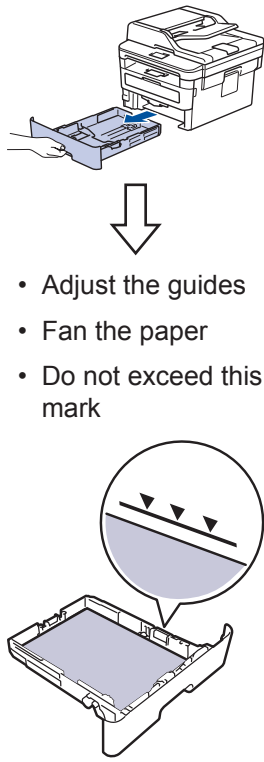 • Adjust the guides
• Fan the paper
• Do not exceed this
mark